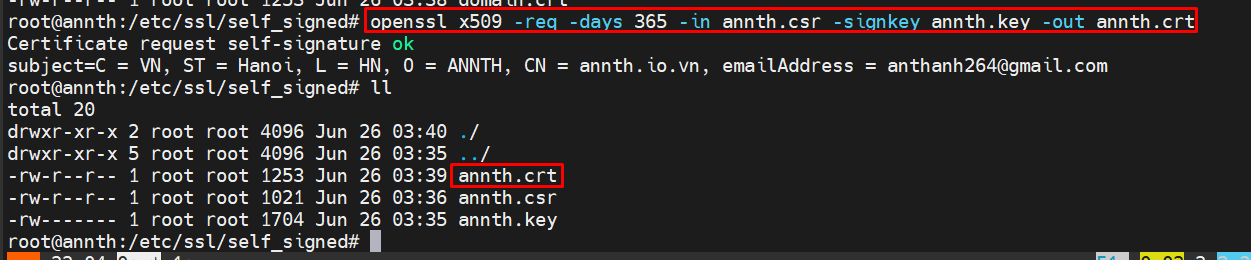 -rw-r--r-- 1 root root 1253 Jun 26 03:38 domain.crt
root@annth:/etc/ssl/self_signed# openssl x509 -req -days 365 -in annth.csr -signkey annth.key -out annth.crt
Certificate request self-signature ok
subject=C = VN, ST = Hanoi, L = HN, O = ANNTH, CN = annth.io.vn, emailAddress = anthanh264@gmail.com
root@annth:/etc/ssl/self_signed# ll
total 20
drwxr-xr-x 2 root root 4096 Jun 26 03:40 ./
drwxr-xr-x 5 root root 4096 Jun 26 03:35 ../
-rw-r--r-- 1 root root 1253 Jun 26 03:39 annth.crt
-rw-r--r-- 1 root root 1021 Jun 26 03:36 annth.csr
-rw------- 1 root root 1704 Jun 26 03:35 annth.key
root@annth:/etc/ssl/self_signed#